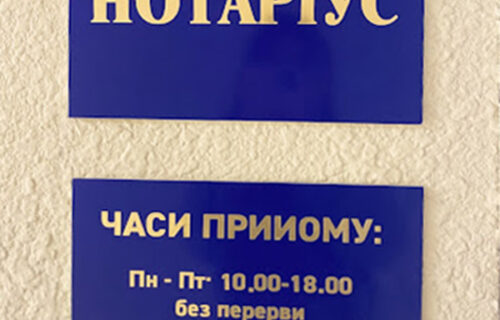 НОТАРІУС
ЧАСИ ПРИИОМУ:
Пн - Пт· 10.00-18.00
без перерви